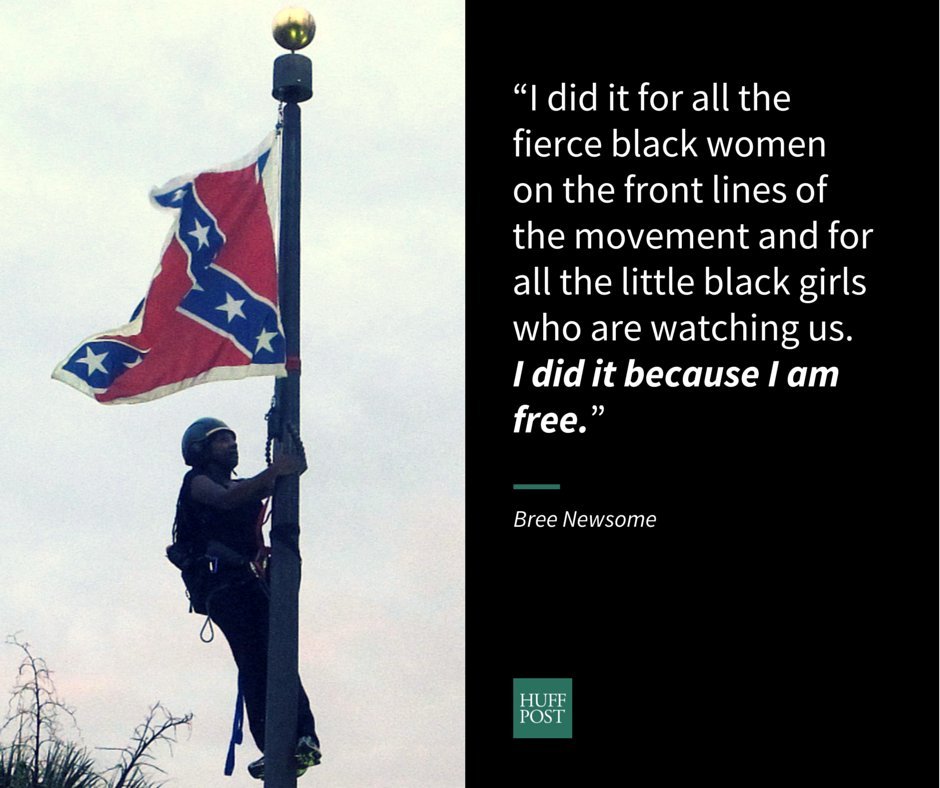 “I did it for all the
fierce black women
on the front lines of
the movement and for
all the little black girls
who are watching us.
I did it because I am
free.”
Bree Newsome
HUFF
POST